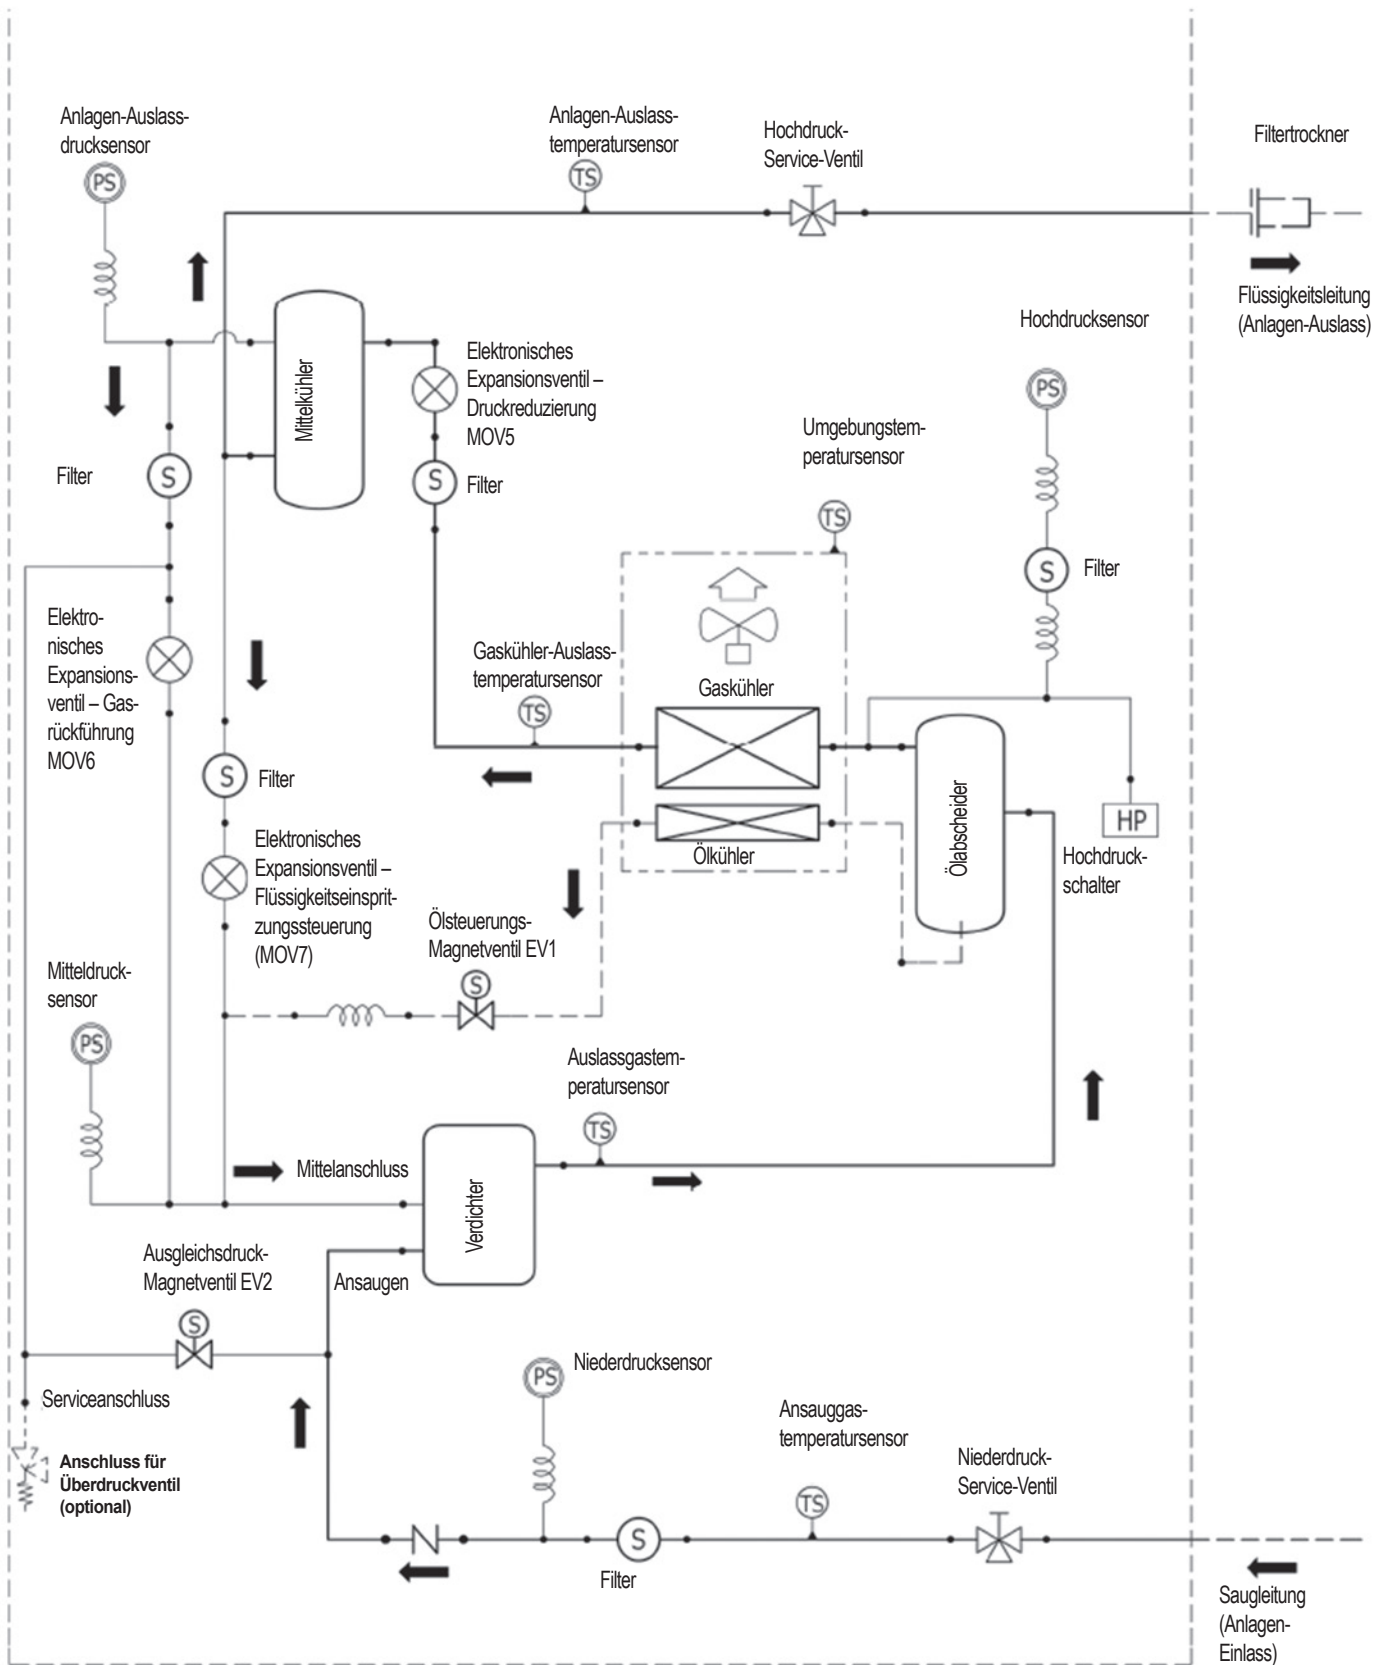 Anlagen-Auslass-
drucksensor
PS
Anlagen-Auslass-
temperatursensor
TS
Hochdruck-
Service-Ventil
Filtertrockner
Flüssigkeitsleitung
(Anlagen-Auslass)
Hochdrucksensor
PS
Mittelkühler
Elektronisches
Expansionsventil –
Druckreduzierung
MOV5
S
Filter
Filter
S
Umgebungstem-
peratursensor
TS
S
Filter
Elektro-
nisches
Expansions-
ventil – Gas-
rückführung
MOV6
Gaskühler-Auslass-
temperatursensor
TS
Gaskühler
Ölkühler
Ölabscheider
HP
Hochdruck-
schalter
S
Filter
Elektronisches
Expansionsventil –
Flüssigkeitseinsprit-
zungssteuerung
(MOV7)
Ölsteuerungs-
Magnetventil EV1
S
Mitteldruck-
sensor
PS
Auslassgastem-
peratursensor
TS
Mittelanschluss
Verdichter
Ansaugen
Ausgleichsdruck-
Magnetventil EV2
S
Serviceanschluss
Anschluss für
Überdruckventil
(optional)
PS
Niederdrucksensor
Ansauggas-
temperatursensor
TS
Niederdruck-
Service-Ventil
S
Filter
Saugleitung
(Anlagen-
Einlass)